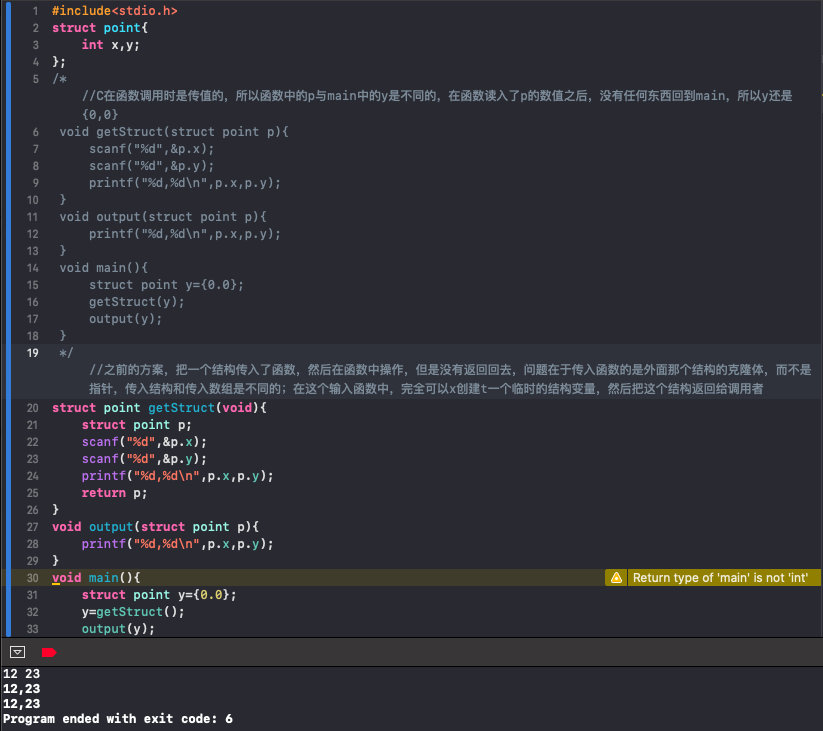 1 #include<stdio.h>
2 struct point{
3 int x,y;
4 };
5 /*
//C在函数调用时是传值的，所以函数中的p与main中的y是不同的，在函数读入了p的数值之后，没有任何东西回到main，所以y还是
{0,0}
6 void getStruct(struct point p){
7 scanf("%d",&p.x);
8 scanf("%d",&p.y);
9 printf("%d,%d\n",p.x,p.y);
10 }
11 void output(struct point p){
12 printf("%d,%d\n",p.x,p.y);
13 }
14 void main(){
15 struct point y={0.0};
16 getStruct(y);
17 output(y);
18 }
19 */
//之前的方案，把一个结构传入了函数，然后在函数中操作，但是没有返回回去，问题在于传入函数的是外面那个结构的克隆体，而不是
指针，传入结构和传入数组是不同的；在这个输入函数中，完全可以x创建t一个临时的结构变量，然后把这个结构返回给调用者
20 struct point getStruct(void){
21 struct point p;
22 scanf("%d",&p.x);
23 scanf("%d",&p.y);
24 printf("%d,%d\n",p.x,p.y);
25 return p;
26 }
27 void output(struct point p){
28 printf("%d,%d\n",p.x,p.y);
29 }
30 void main(){ Return type of 'main' is not 'int'
31 struct point y={0.0};
32 y=getStruct();
33 output(y);
12 23
12,23
12,23
Program ended with exit code: 6